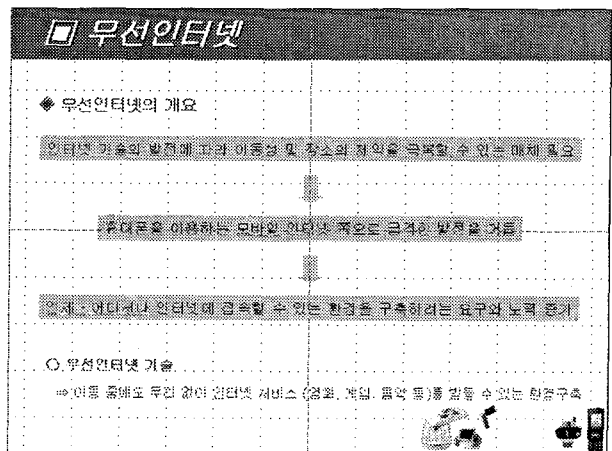 무선인터넷
무선인터넷의 개요
인터넷 기술의 발전에 따라 이동성 및 장소의 제약을 극복할 수 있는 매체 필요
휴대폰을 이용하는 모바일 인터넷 쪽으로 급격한 발전을 거듭
언제·어디서나 인터넷에 접속할 수 있는 환경을 구축하려는 요구와 노력 증가
○ 무선인터넷 기술
⇒ 이동 중에도 무리 없이 인터넷 서비스 (영화, 게임, 음악 등)를 받을 수 있는 환경구축